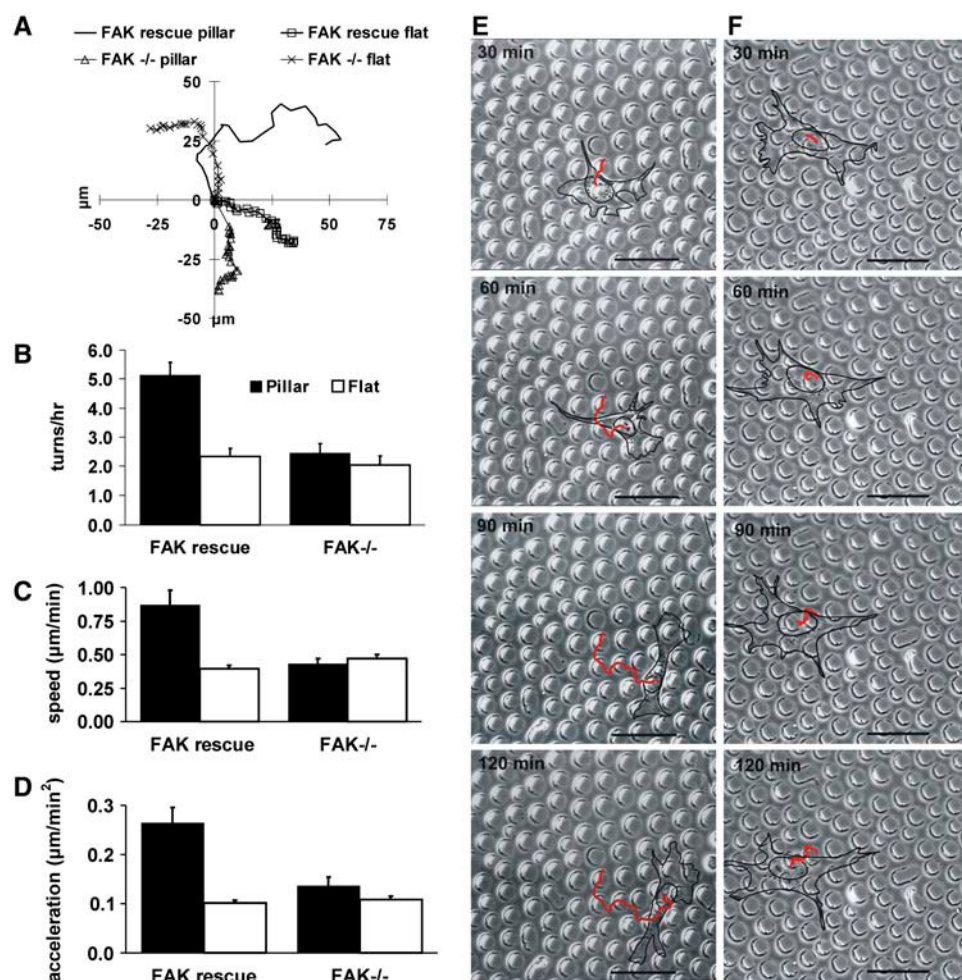 A
FAK rescue pillar
FAK rescue flat
FAK -/- pillar
FAK -/- flat
50
25
µm
0
-50
-25
0
25
50
75
-25
-50
µm
B
6.0
5.0
4.0
3.0
2.0
1.0
0.0
turns/hr
Pillar
Flat
FAK rescue
FAK-/-
C
1.00
0.75
0.50
0.25
0.00
speed (µm/min)
FAK rescue
FAK-/-
D
0.3
0.2
0.1
0.0
acceleration (µm/min²)
FAK rescue
FAK-/-
E
30 min
60 min
90 min
120 min
F
30 min
60 min
90 min
120 min